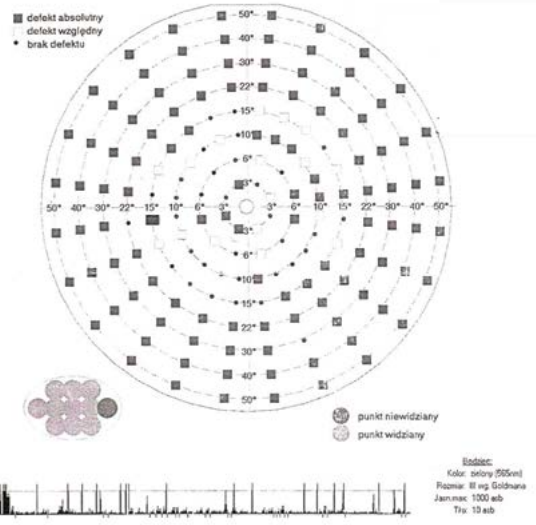 defekt absolutny
defekt względny
brak defektu
50°
40°
30°
22°
15°
10°
6°
3°
50° 40° 30° 22° 15° 10° 6° 3° 3° 6° 10° 15° 22° 30° 40° 50°
3°
6°
10°
15°
22°
30°
40°
50°
punkt niewidziany
punkt widziany
Bodziec:
Kolor: zielony (565nm)
Rozmiar: III wg. Goldmana
Jasn.max: 1000 asb
Tło: 10 asb